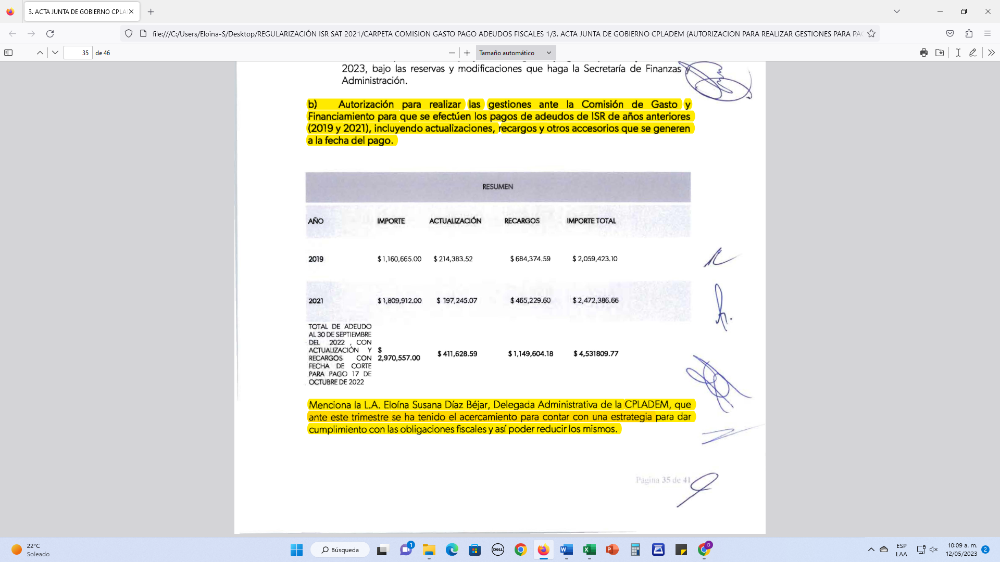 3. ACTA JUNTA DE GOBIERNO CPLA
file:///C:/Users/Eloina-S/Desktop/REGULARIZACIÓN ISR SAT 2021/CARPETA COMISION GASTO PAGO ADEUDOS FISCALES 1/3. ACTA JUNTA DE GOBIERNO CPLADEM (AUTORIZACION PARA REALIZAR GESTIONES PARA PAG
35 de 46
Tamaño automático
2023, bajo las reservas y modificaciones que haga la Secretaría de Finanzas y
Administración.
b) Autorización para realizar las gestiones ante la Comisión de Gasto y
Financiamiento para que se efectúen los pagos de adeudos de ISR de años anteriores
(2019 y 2021), incluyendo actualizaciones, recargos y otros accesorios que se generen
a la fecha del pago.
RESUMEN
AÑO IMPORTE ACTUALIZACIÓN RECARGOS IMPORTE TOTAL
2019 $ 1,160,665.00 $ 214,383.52 $ 684,374.59 $ 2,059,423.10
2021 $ 1,809,912.00 $ 197,245.07 $ 465,229.60 $ 2,472,386.66
TOTAL DE ADEUDO
AL 30 DE SEPTIEMBRE
DEL 2022 , CON
ACTUALIZACIÓN Y
RECARGOS CON
FECHA DE CORTE
PARA PAGO 17 DE
OCTUBRE DE 2022
$
2,970,557.00
$ 411,628.59 $ 1,149,604.18 $ 4,531809.77
Menciona la L.A. Eloína Susana Díaz Béjar, Delegada Administrativa de la CPLADEM, que
ante este trimestre se ha tenido el acercamiento para contar con una estrategia para dar
cumplimiento con las obligaciones fiscales y así poder reducir los mismos.
Pagina 35 de 41
22°C
Soleado
Búsqueda
1
DELL
D
ESP
LAA
10:09 a. m.
12/05/2023
2